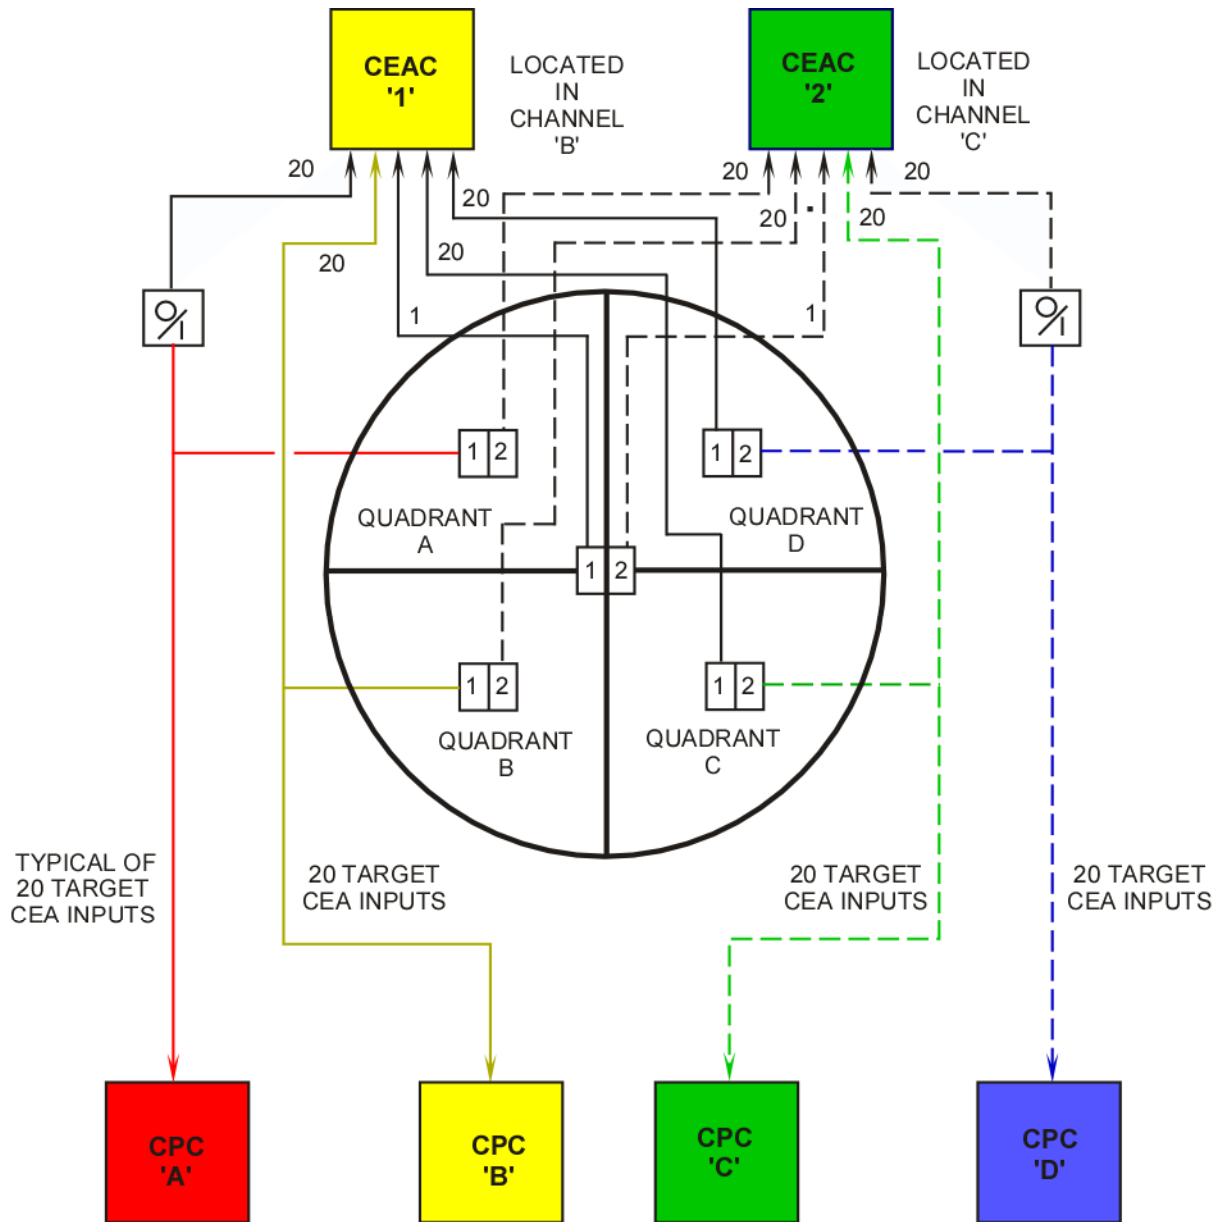 CEAC
'1'
LOCATED
IN
CHANNEL
'B'
CEAC
'2'
LOCATED
IN
CHANNEL
'C'
20
20
20
20
1
20
20
20
20
1
O/I
O/I
1 2
QUADRANT
A
1 2
QUADRANT
D
1 2
1 2
QUADRANT
B
1 2
QUADRANT
C
TYPICAL OF
20 TARGET
CEA INPUTS
20 TARGET
CEA INPUTS
20 TARGET
CEA INPUTS
20 TARGET
CEA INPUTS
CPC
'A'
CPC
'B'
CPC
'C'
CPC
'D'